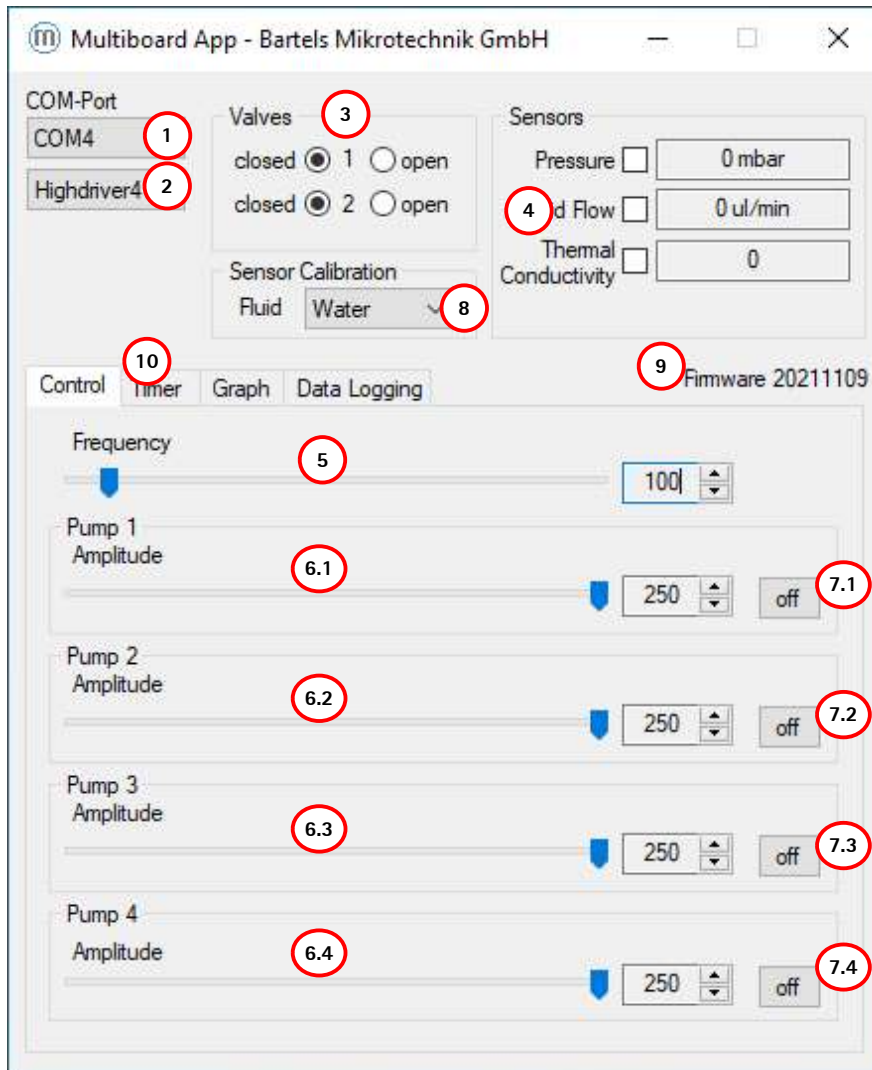 Multiboard App - Bartels Mikrotechnik GmbH
COM-Port
COM4
1
Highdriver4
2
Valves
3
closed 1 open
closed 2 open
Sensor Calibration
Fluid Water
8
Sensors
Pressure 0 mbar
4 d Flow 0 ul/min
Thermal
Conductivity 0
9
Firmware 20211109
10
Control Timer Graph Data Logging
Frequency
5
100
Pump 1
Amplitude
6.1
250 off
7.1
Pump 2
Amplitude
6.2
250 off
7.2
Pump 3
Amplitude
6.3
250 off
7.3
Pump 4
Amplitude
6.4
250 off
7.4